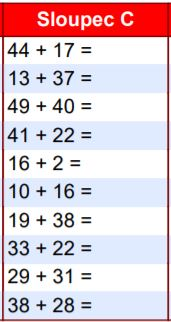 Sloupec C
44 + 17 =
13 + 37 =
49 + 40 =
41 + 22 =
16 + 2 =
10 + 16 =
19 + 38 =
33 + 22 =
29 + 31 =
38 + 28 =